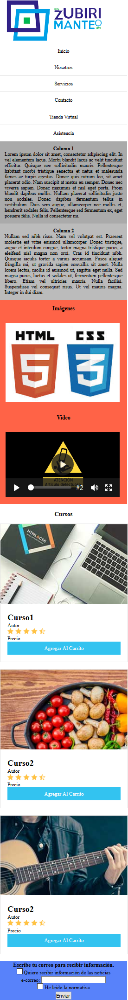 ies
ZUBIRI
MANTEO
BHI
Inicio
Nosotros
Servicios
Contacto
Tienda Virtual
Asistencia
Column 1
Lorem ipsum dolor sit amet, consectetur adipiscing elit. In
vel elementum lacus. Morbi blandit lacus ac velit tincidunt
efficitur. Quisque nec sollicitudin mauris. Pellentesque
habitant morbi tristique senectus et netus et malesuada
fames ac turpis egestas. Donec quis rutrum leo, sit amet
placerat odio. Nam suscipit at metus eu semper. Donec nec
viverra sapien. Donec maximus et nisl eget porta. Proin
blandit dapibus mollis. Nullam placerat sollicitudin justo
non sodales. Donec dapibus fermentum tellus in
vestibulum. Duis sem augue, ullamcorper nec mollis et,
hendrerit sodales felis. Pellentesque sed fermentum ex, eget
posuere felis. Nulla id consectetur mi.
Column 2
Nullam sed nibh risus. Nam vel volutpat est. Praesent
molestie est vitae euismod ullamcorper. Donec tristique,
augue et interdum congue, tortor magna tristique purus, a
eleifend nisl magna non orci. Cras id tincidunt nibh.
Quisque iaculis tortor a varius accumsan. Fusce aliquet
fringilla mi, ut gravida sapien convallis sit amet. Nulla
lorem lectus, mollis id euismod ut, sagittis eget nulla. Sed
magna purus, luctus et sodales ut, fermentum pellentesque
libero. Etiam vel ultricies mauris. Nulla facilisi.
Suspendisse vel consequat risus. Ut vel mauris magna.
Integer in dui diam.
Imágenes
HTML CSS
5 3
Video
ATENCIÓN
Artículo defectuoso
#2
Cursos
HTML&CSS
Curso1
Autor
Precio
Agregar Al Carrito
Curso2
Autor
Precio
Agregar Al Carrito
Curso2
Autor
Precio
Agregar Al Carrito
Escribe tu correo para recibir información.
Quiero recibir información de las noticias
e-correo:
He leido la normativa
Enviar